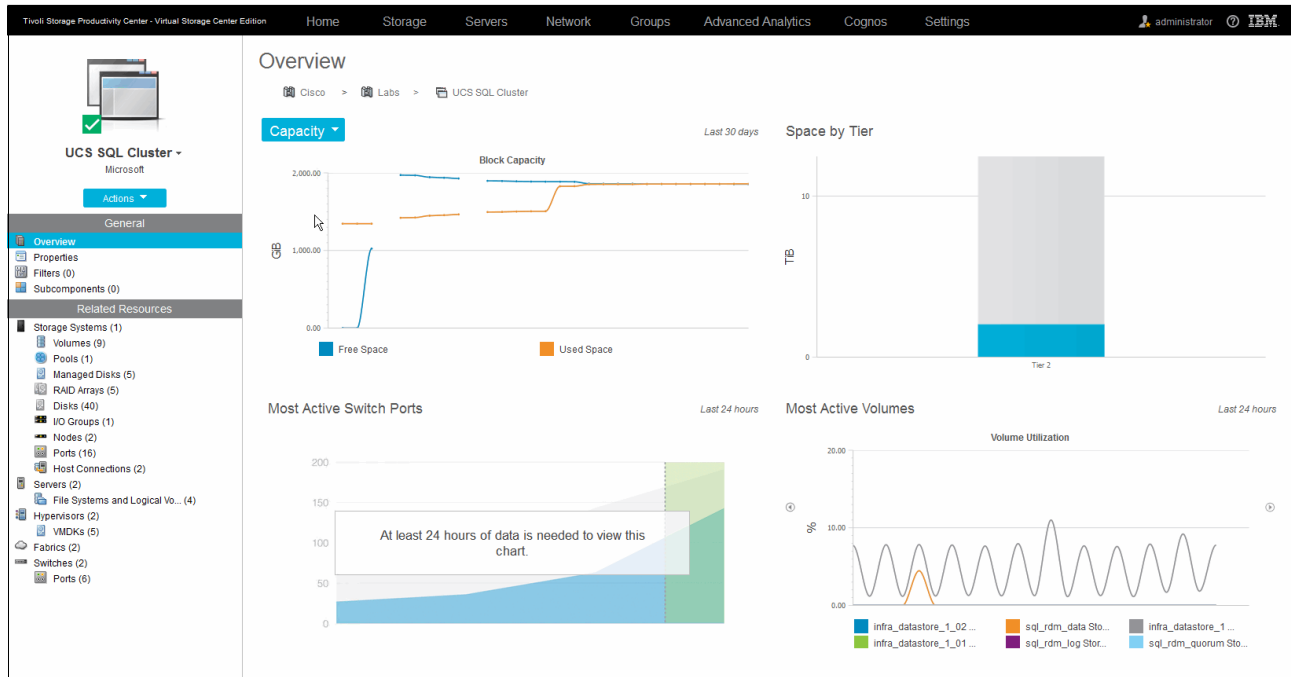 Tivoli Storage Productivity Center - Virtual Storage Center Edition
Home Storage Servers Network Groups Advanced Analytics Cognos Settings
administrator ? IBM.
UCS SQL Cluster
Microsoft
Actions
General
Overview
Properties
Filters (0)
Subcomponents (0)
Related Resources
Storage Systems (1)
Volumes (9)
Pools (1)
Managed Disks (5)
RAID Arrays (5)
Disks (40)
I/O Groups (1)
Nodes (2)
Ports (16)
Host Connections (2)
Servers (2)
File Systems and Logical Vo... (4)
Hypervisors (2)
VMDKs (5)
Fabrics (2)
Switches (2)
Ports (6)
Overview
Cisco > Labs > UCS SQL Cluster
Capacity
Last 30 days
Block Capacity
2,000.00
1,000.00
0.00
GiB
Free Space
Used Space
Space by Tier
10
0
TiB
Tier 2
Most Active Switch Ports
Last 24 hours
200
150
100
50
0
At least 24 hours of data is needed to view this
chart.
Most Active Volumes
Last 24 hours
Volume Utilization
20.00
10.00
0.00
%
infra_datastore_1_02 ...
sql_rdm_data Sto...
infra_datastore_1 ...
infra_datastore_1_01 ...
sql_rdm_log Stor...
sql_rdm_quorum Sto...